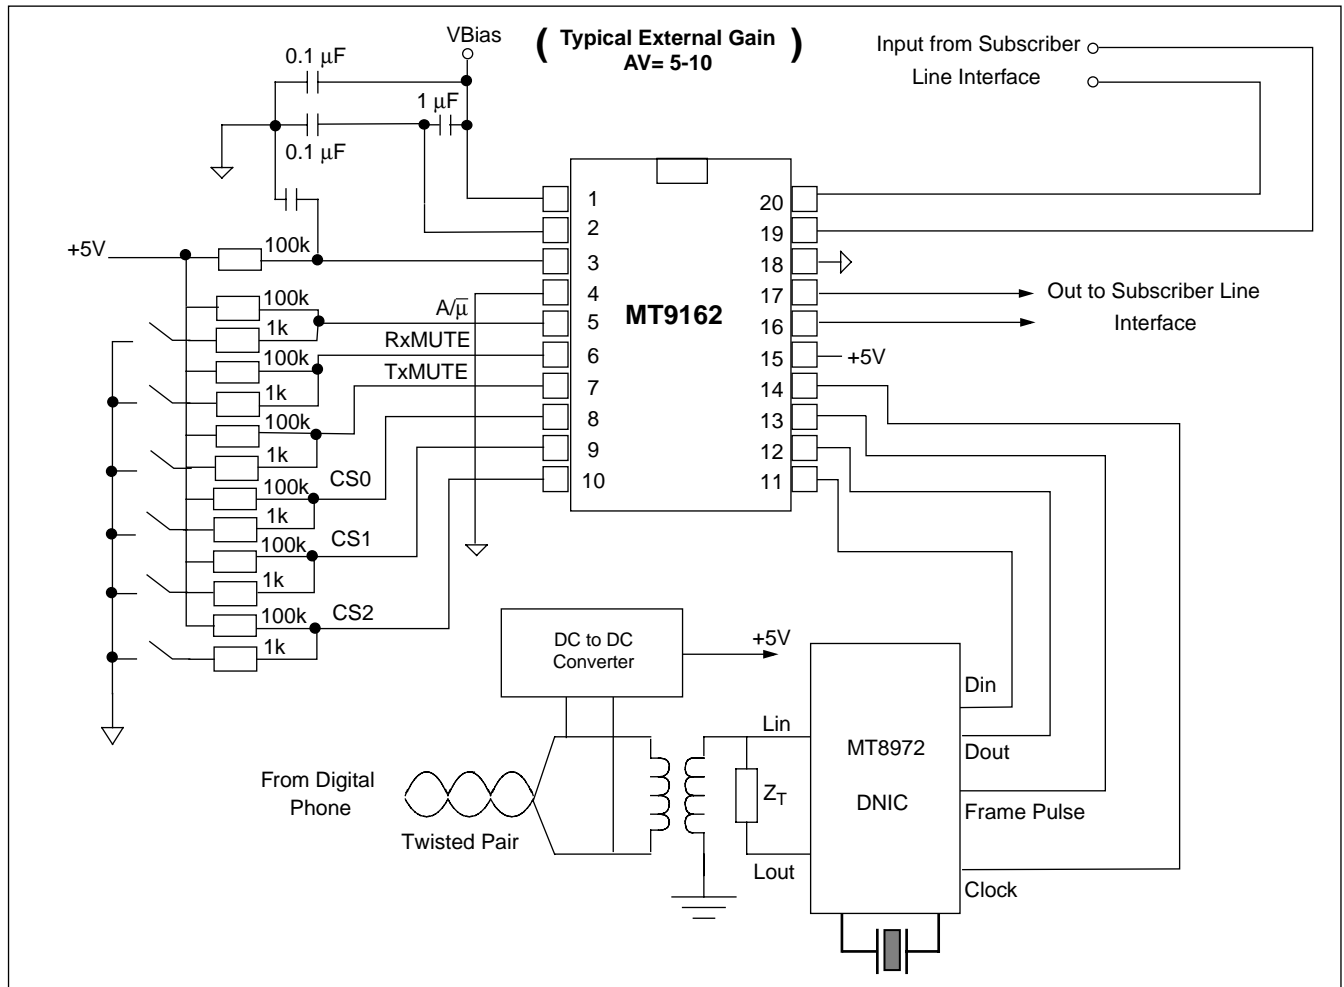 VBias
( Typical External Gain )
AV= 5-10
Input from Subscriber
Line Interface
0.1 μF
1 μF
0.1 μF
+5V
100k
100k
1k
100k
1k
100k
1k
100k
1k
100k
1k
100k
1k
A/μ̅
RxMUTE
TxMUTE
CS0
CS1
CS2
1
2
3
4
5
6
7
8
9
10
MT9162
20
19
18
17
16
15
14
13
12
11
Out to Subscriber Line
Interface
+5V
DC to DC
Converter
+5V
From Digital
Phone
Twisted Pair
Lin
ZT
Lout
MT8972
DNIC
Din
Dout
Frame Pulse
Clock